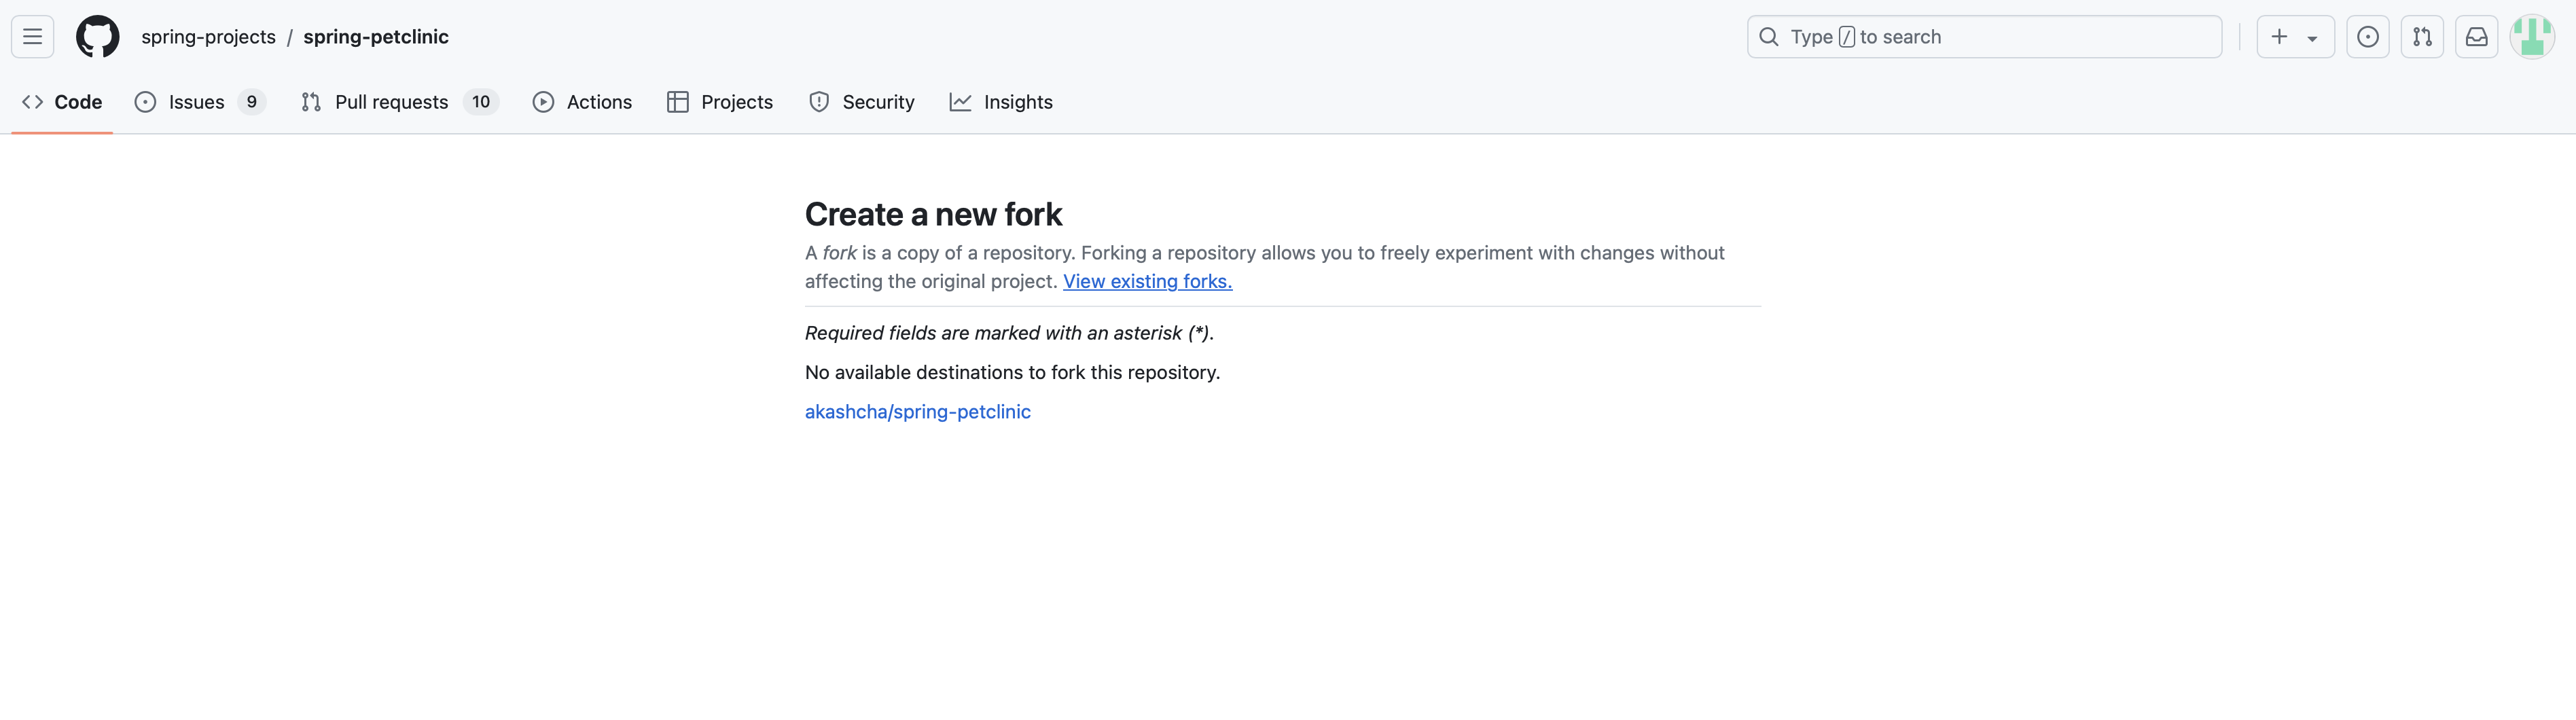 spring-projects / spring-petclinic
Type / to search
Code
Issues 9
Pull requests 10
Actions
Projects
Security
Insights
Create a new fork
A fork is a copy of a repository. Forking a repository allows you to freely experiment with changes without
affecting the original project. View existing forks.
Required fields are marked with an asterisk (*).
No available destinations to fork this repository.
akashcha/spring-petclinic